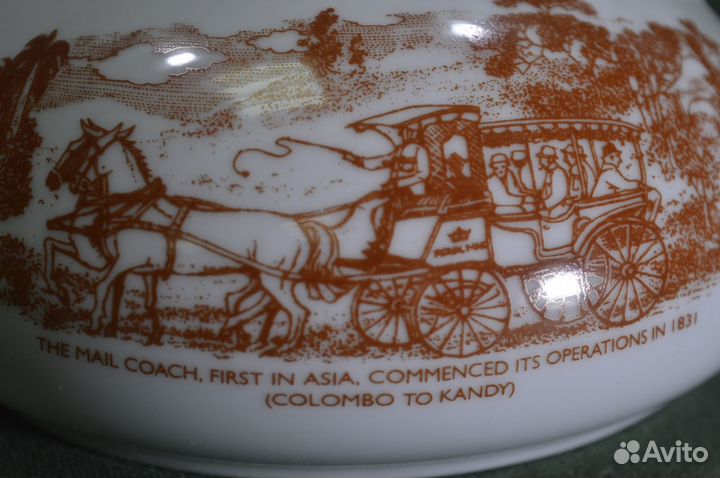 THE MAIL COACH, FIRST IN ASIA, COMMENCED ITS OPERATIONS IN 1831
(COLOMBO TO KANDY)
Avito